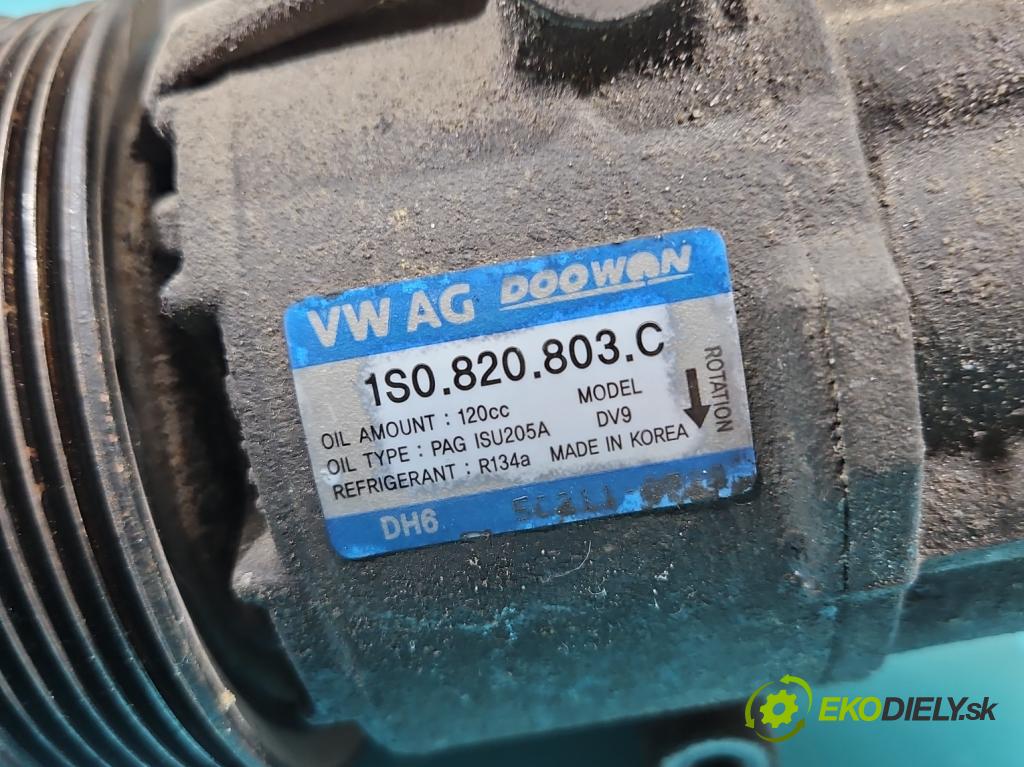 VW AG DOOWON
1S0.820.803.C
OIL AMOUNT : 120cc MODEL
OIL TYPE : PAG ISU205A DV9
REFRIGERANT : R134a MADE IN KOREA
ROTATION
DH6
EKODIELY.sk